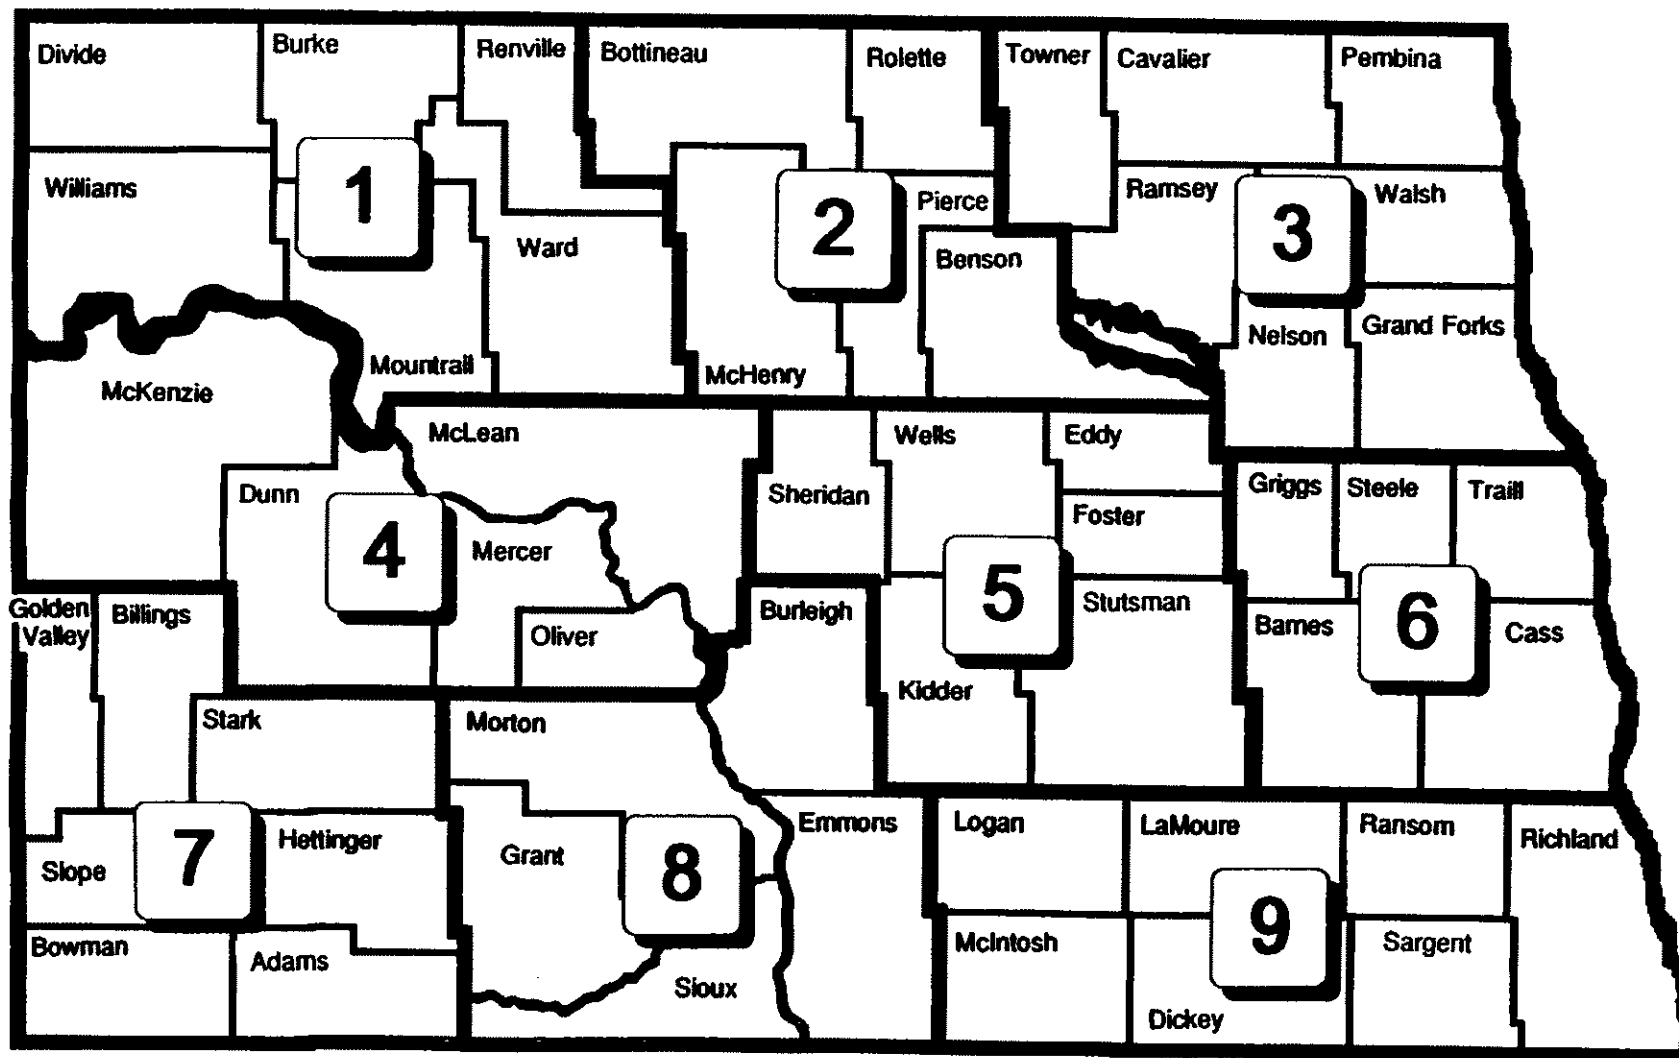 Divide
Burke
Renville
Bottineau
Rolette
Towner
Cavalier
Pembina
Williams
1
Ward
2
Pierce
Benson
Ramsey
3
Walsh
McKenzie
Mountrail
McHenry
Nelson
Grand Forks
McLean
Wells
Eddy
Dunn
4
Mercer
Sheridan
Foster
Griggs
Steele
Traill
Golden
Valley
Billings
Oliver
Burleigh
5
Stutsman
Barnes
6
Cass
Stark
Morton
Kidder
Slope
7
Hettinger
Grant
8
Emmons
Logan
LaMoure
Ransom
Richland
Bowman
Adams
Sioux
McIntosh
9
Dickey
Sargent